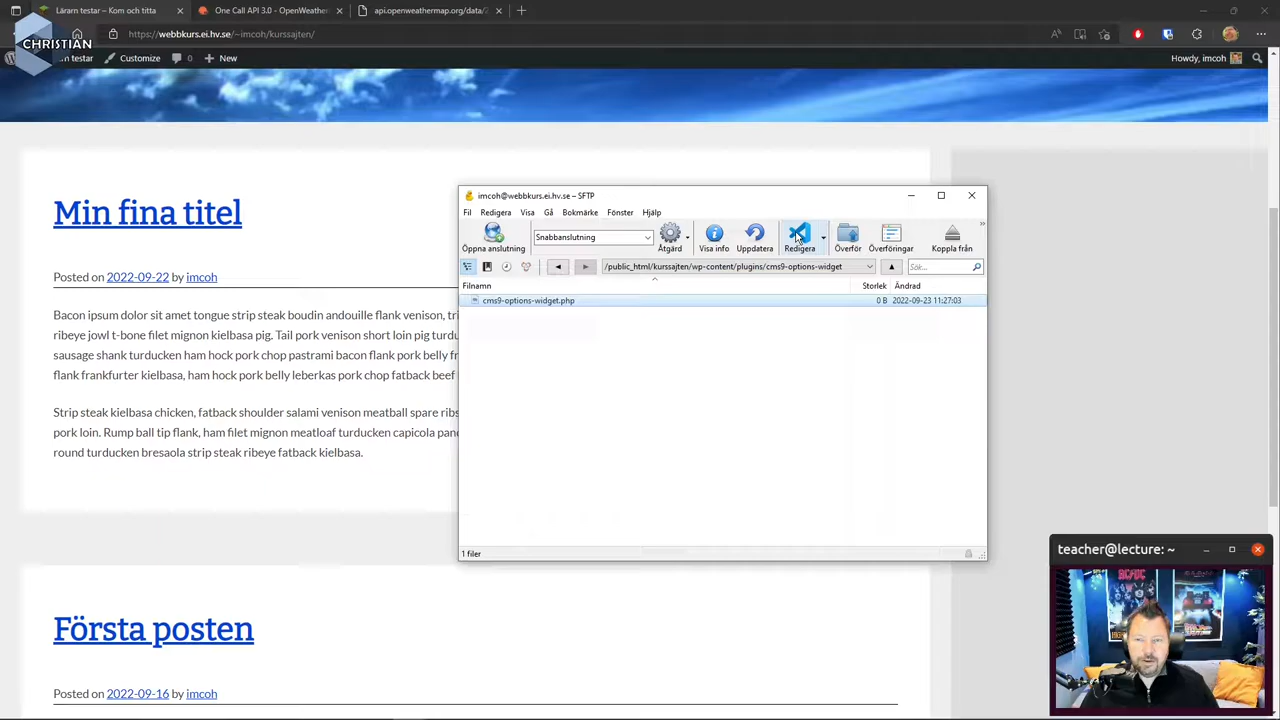 Lärarn testar – Kom och titta
One Call API 3.0 - OpenWeather
api.openweathermap.org/data/2
https://webbkurs.ei.hv.se/~imcoh/kurssajten/
CHRISTIAN
rn testar
Customize
0
New
Howdy, imcoh
Min fina titel
Posted on 2022-09-22 by imcoh
Bacon ipsum dolor sit amet tongue strip steak boudin andouille flank venison, tri
ribeye jowl t-bone filet mignon kielbasa pig. Tail pork venison short loin pig turdu
sausage shank turducken ham hock pork chop pastrami bacon flank pork belly fr
flank frankfurter kielbasa, ham hock pork belly leberkas pork chop fatback beef
Strip steak kielbasa chicken, fatback shoulder salami venison meatball spare ribs
pork loin. Rump ball tip flank, ham filet mignon meatloaf turducken capicola pan
round turducken bresaola strip steak ribeye fatback kielbasa.
Första posten
Posted on 2022-09-16 by imcoh
imcoh@webbkurs.ei.hv.se – SFTP
Fil Redigera Visa Gå Bokmärke Fönster Hjälp
Öppna anslutning
Snabbanslutning
Åtgärd
Visa info
Uppdatera
Redigera
Överför
Överföringar
Koppla från
/public_html/kurssajten/wp-content/plugins/cms9-options-widget
Sök...
Filnamn Storlek Ändrad
cms9-options-widget.php 0 B 2022-09-23 11:27:03
1 filer
teacher@lecture: ~